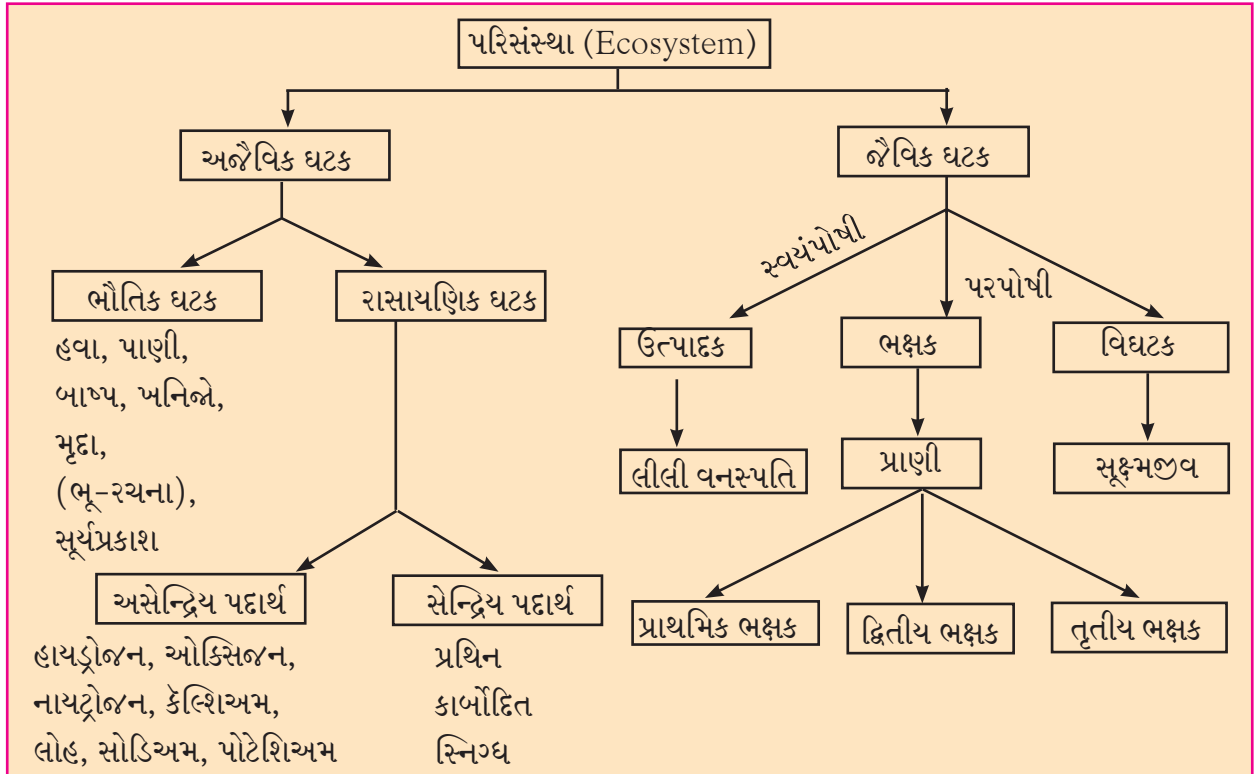 પરિસંસ્થા (Ecosystem)
અજૈવિક ઘટક
જૈવિક ઘટક
સ્વયંપોષી
પરપોષી
ભૌતિક ઘટક
રાસાયણિક ઘટક
ઉત્પાદક
ભક્ષક
વિઘટક
હવા, પાણી,
બાષ્પ, ખનિજો,
મૃદા,
(ભૂ-રચના),
સૂર્યપ્રકાશ
લીલી વનસ્પતિ
પ્રાણી
સૂક્ષ્મજીવ
અસેન્દ્રિય પદાર્થ
સેન્દ્રિય પદાર્થ
પ્રાથમિક ભક્ષક
દ્વિતીય ભક્ષક
તૃતીય ભક્ષક
હાયડ્રોજન, ઓક્સિજન,
નાયટ્રોજન, કૅલ્શિઅમ,
લોહ, સોડિઅમ, પોટેશિઅમ
પ્રથિન
કાર્બોદિત
સ્નિગ્ધ